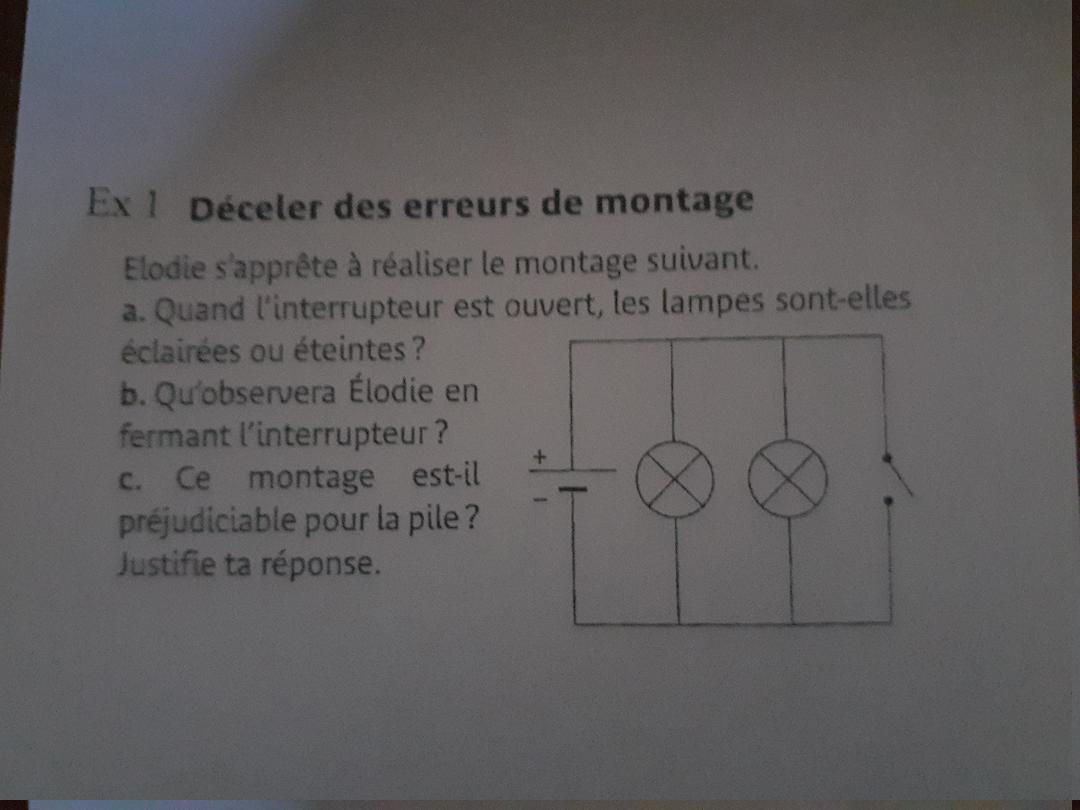 Ex 1 Déceler des erreurs de montage
Elodie s'apprête à réaliser le montage suivant.
a. Quand l'interrupteur est ouvert, les lampes sont-elles
éclairées ou éteintes ?
b. Qu'observera Élodie en
fermant l'interrupteur ?
c. Ce montage est-il
préjudiciable pour la pile ?
Justifie ta réponse.
+
−